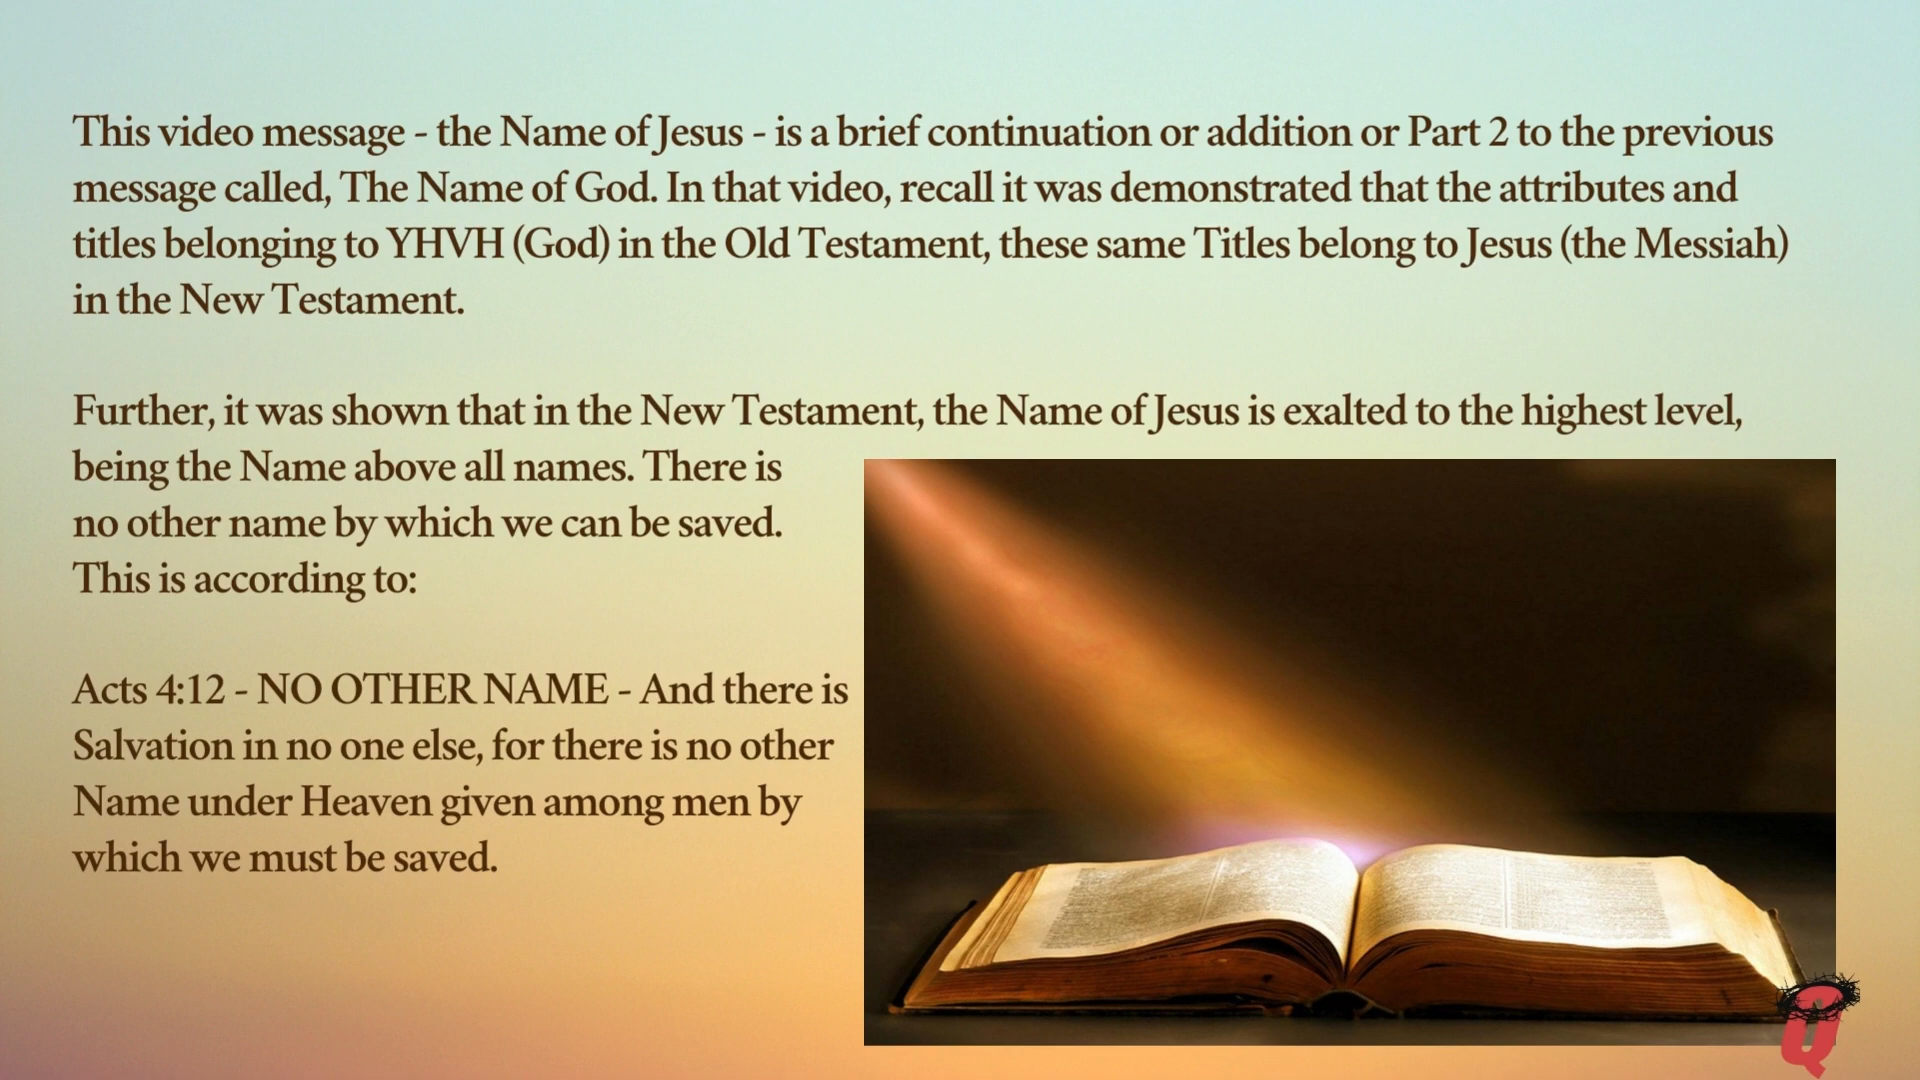 This video message - the Name of Jesus - is a brief continuation or addition or Part 2 to the previous
message called, The Name of God. In that video, recall it was demonstrated that the attributes and
titles belonging to YHVH (God) in the Old Testament, these same Titles belong to Jesus (the Messiah)
in the New Testament.
Further, it was shown that in the New Testament, the Name of Jesus is exalted to the highest level,
being the Name above all names. There is
no other name by which we can be saved.
This is according to:
Acts 4:12 - NO OTHER NAME - And there is
Salvation in no one else, for there is no other
Name under Heaven given among men by
which we must be saved.
Q